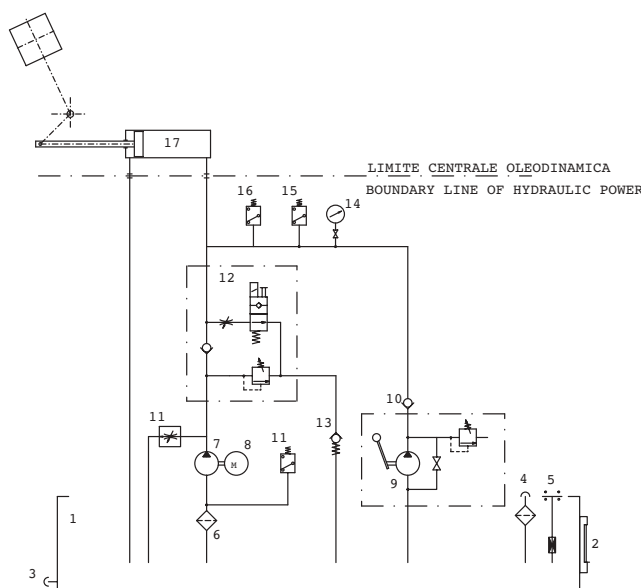 17
LIMITE CENTRALE OLEODINAMICA
BOUNDARY LINE OF HYDRAULIC POWER
16 15 14
12
10
11 7 8 11 13
M
9
4 5
1
6
2
3